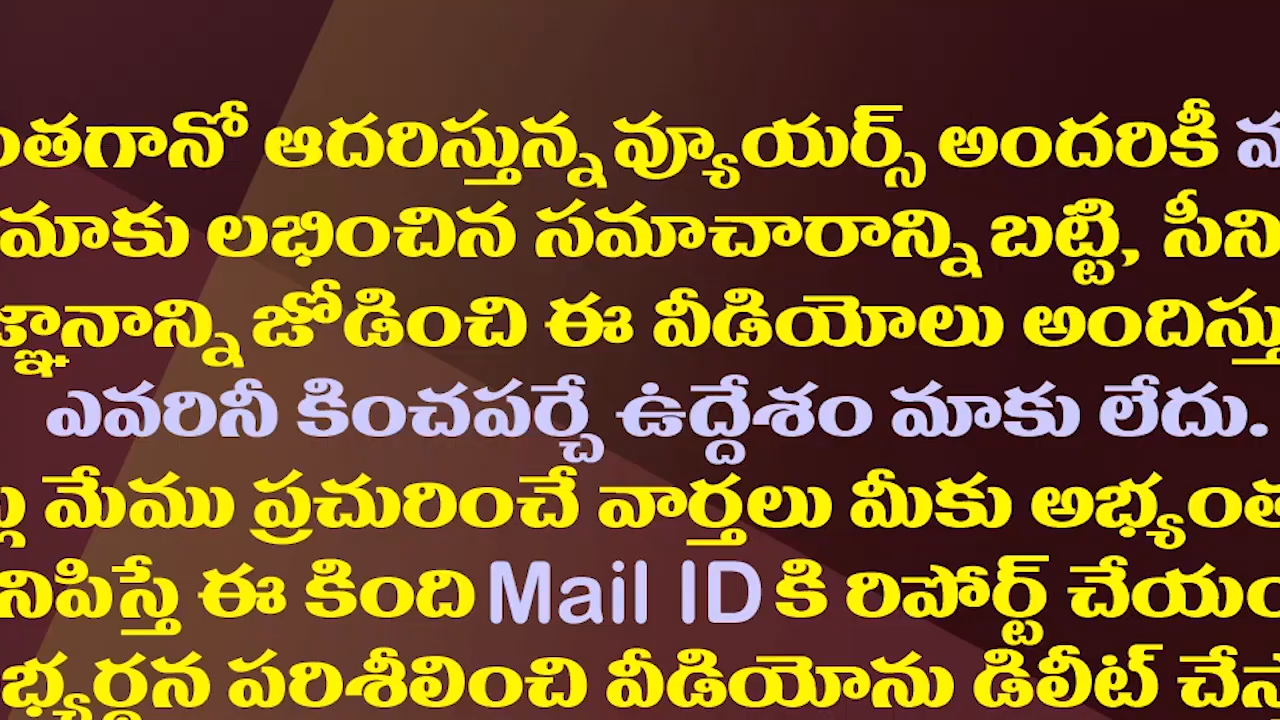 ఆదరిస్తున్న వ్యూయర్స్ అందరికీ
మాకు లభించిన సమాచారాన్ని బట్టి,
జోడించి ఈ వీడియోలు
ఎవరినీ కించపర్చే ఉద్దేశం మాకు లేదు.
మేము ప్రచురించే వార్తలు మీకు
ఈ కింది Mail ID కి రిపోర్ట్
పరిశీలించి వీడియోను డిలీట్